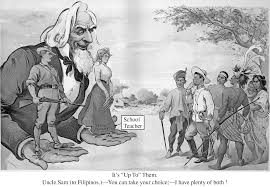 School
Teacher
It's "Up To" Them.
Uncle Sam (to Filipinos.)—You can take your choice;—I have plenty of both !